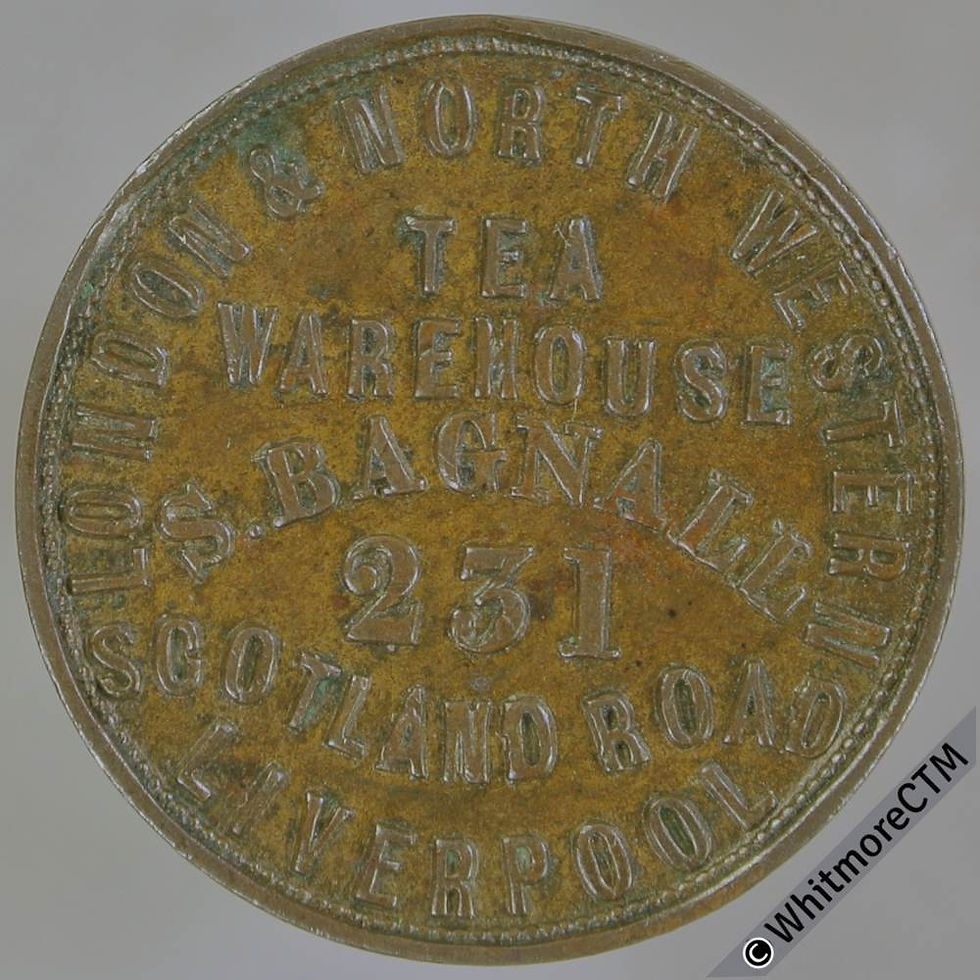 LONDON & NORTH WESTERN
TEA
WAREHOUSE
S. BAGNALL
231
SCOTLAND ROAD
LIVERPOOL
© WhitmoreCTM